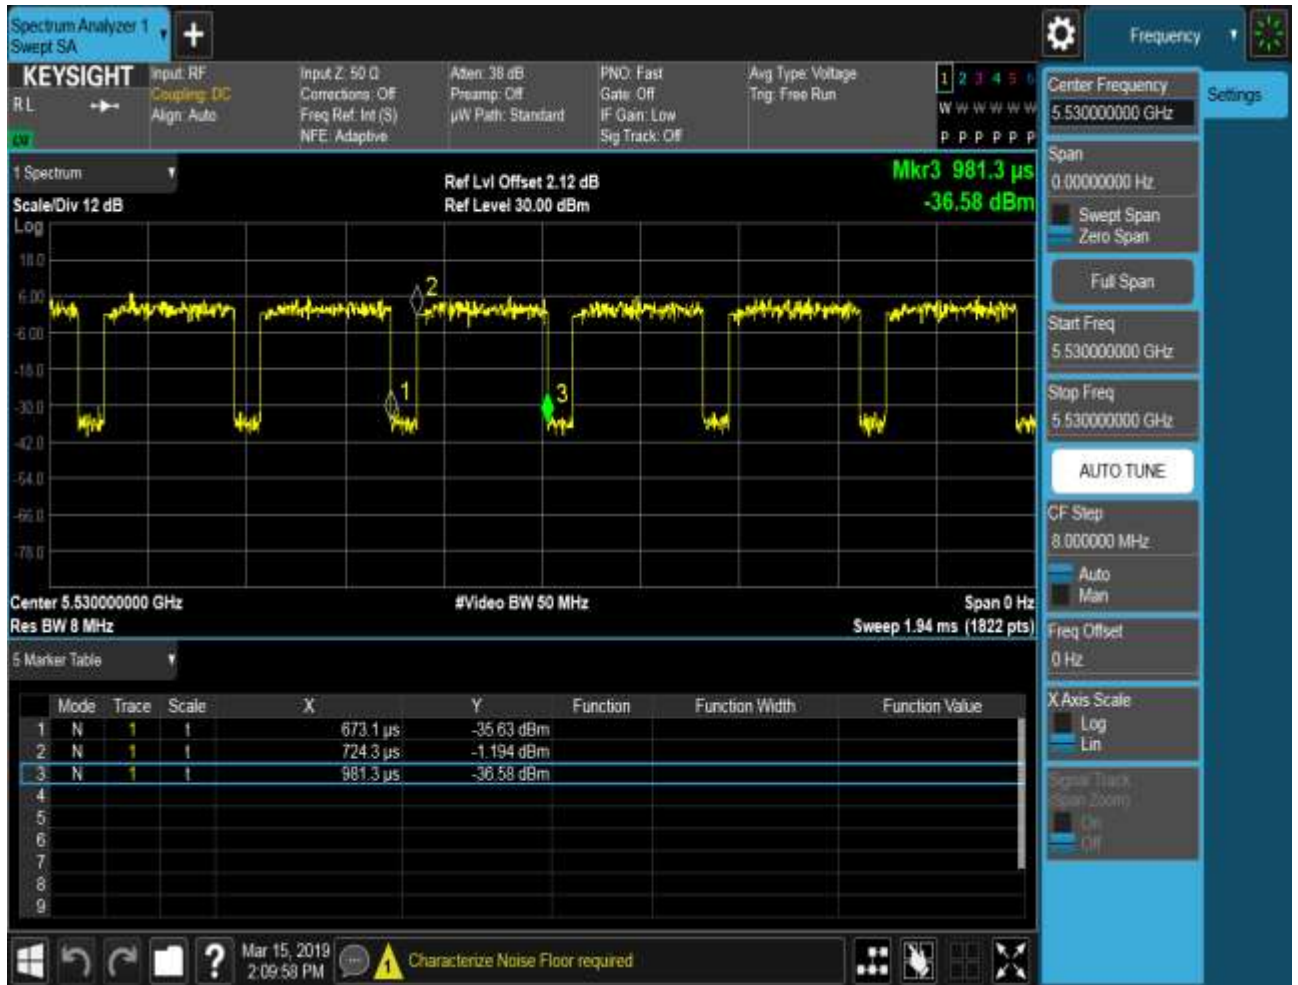 Spectrum Analyzer 1
Swept SA
Frequency
KEYSIGHT
RL
Input: RF
Coupling: DC
Align: Auto
Input Z: 50 Ω
Corrections: Off
Freq Ref: Int (S)
NFE: Adaptive
Atten: 38 dB
Preamp: Off
µW Path: Standard
PNO: Fast
Gate: Off
IF Gain: Low
Sig Track: Off
Avg Type: Voltage
Trig: Free Run
1 2 3 4 5 6
W W W W W W
P P P P P P
1 Spectrum
Scale/Div 12 dB
Ref Lvl Offset 2.12 dB
Ref Level 30.00 dBm
Mkr3 981.3 µs
-36.58 dBm
Log
18.0
6.00
-6.00
-18.0
-30.0
-42.0
-54.0
-66.0
-78.0
1
2
3
Center 5.530000000 GHz
#Video BW 50 MHz
Span 0 Hz
Res BW 8 MHz
Sweep 1.94 ms (1822 pts)
5 Marker Table
Mode Trace Scale X Y Function Function Width Function Value
1 N 1 t 673.1 µs -35.63 dBm
2 N 1 t 724.3 µs -1.194 dBm
3 N 1 t 981.3 µs -36.58 dBm
4
5
6
7
8
9
Mar 15, 2019
2:09:58 PM
?
1
Characterize Noise Floor required
Center Frequency
5.530000000 GHz
Settings
Span
0.00000000 Hz
Swept Span
Zero Span
Full Span
Start Freq
5.530000000 GHz
Stop Freq
5.530000000 GHz
AUTO TUNE
CF Step
8.000000 MHz
Auto
Man
Freq Offset
0 Hz
X Axis Scale
Log
Lin
Signal Track
(Span Zoom)
On
Off